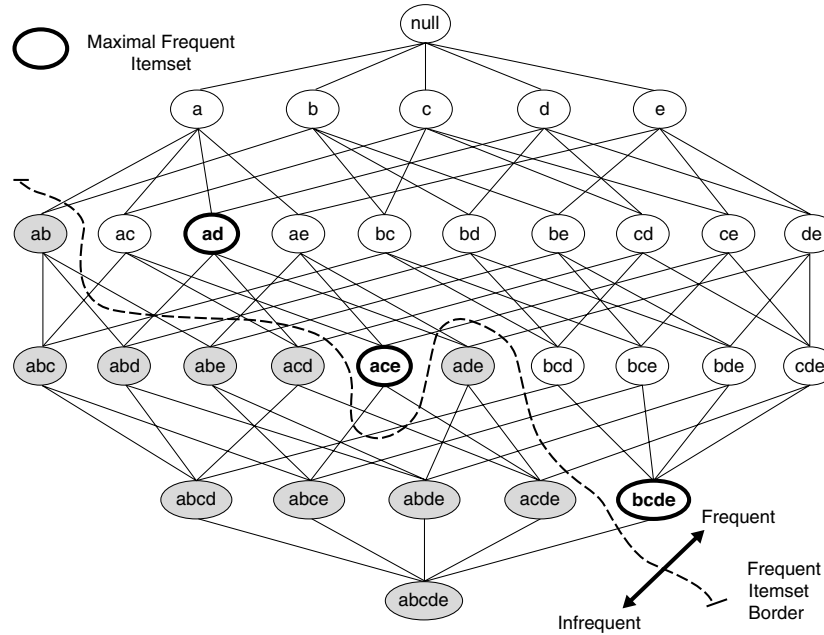 null
Maximal Frequent
Itemset
a b c d e
ab ac ad ae bc bd be cd ce de
abc abd abe acd ace ade bcd bce bde cde
abcd abce abde acde bcde
Frequent
Frequent
Itemset
Border
Infrequent
abcde